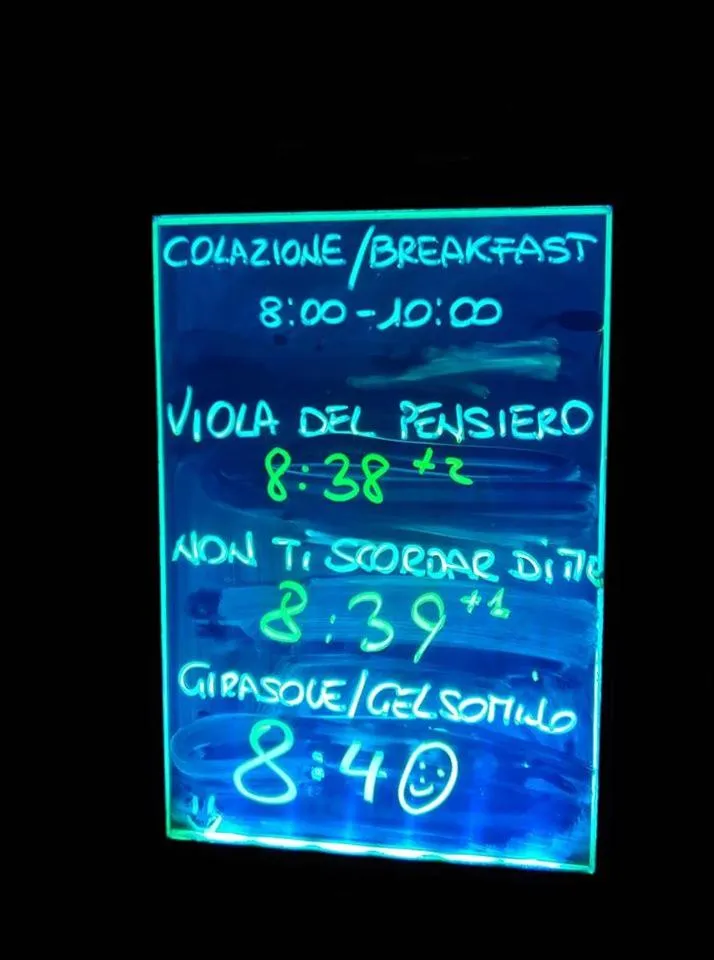 COLAZIONE/BREAKFAST
8:00-10:00
VIOLA DEL PENSIERO
8:38 +2
NON TI SCORDAR DI ME
8:39 +1
GIRASOLE/GELSOMINO
8:40